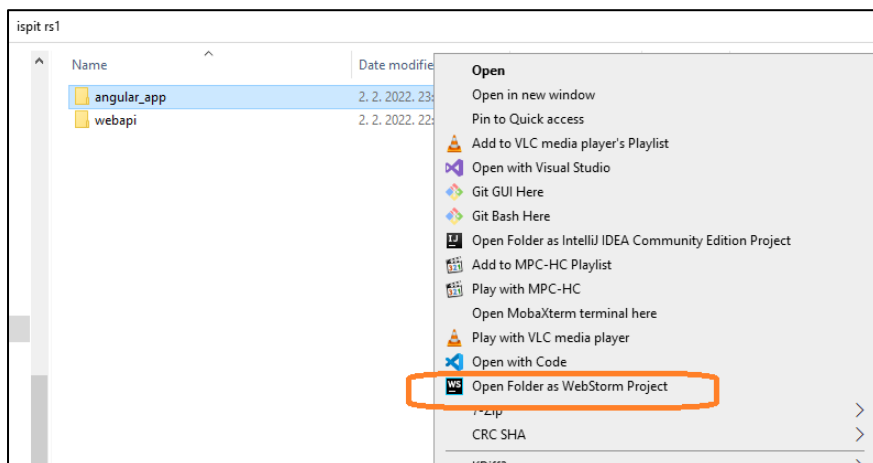 ispit rs1
Name
Date modifie
angular_app
2. 2. 2022. 23:
webapi
2. 2. 2022. 22:
Open
Open in new window
Pin to Quick access
Add to VLC media player's Playlist
Open with Visual Studio
Git GUI Here
Git Bash Here
IJ Open Folder as IntelliJ IDEA Community Edition Project
321 Add to MPC-HC Playlist
321 Play with MPC-HC
Open MobaXterm terminal here
Play with VLC media player
Open with Code
WS Open Folder as WebStorm Project
7-Zip
CRC SHA